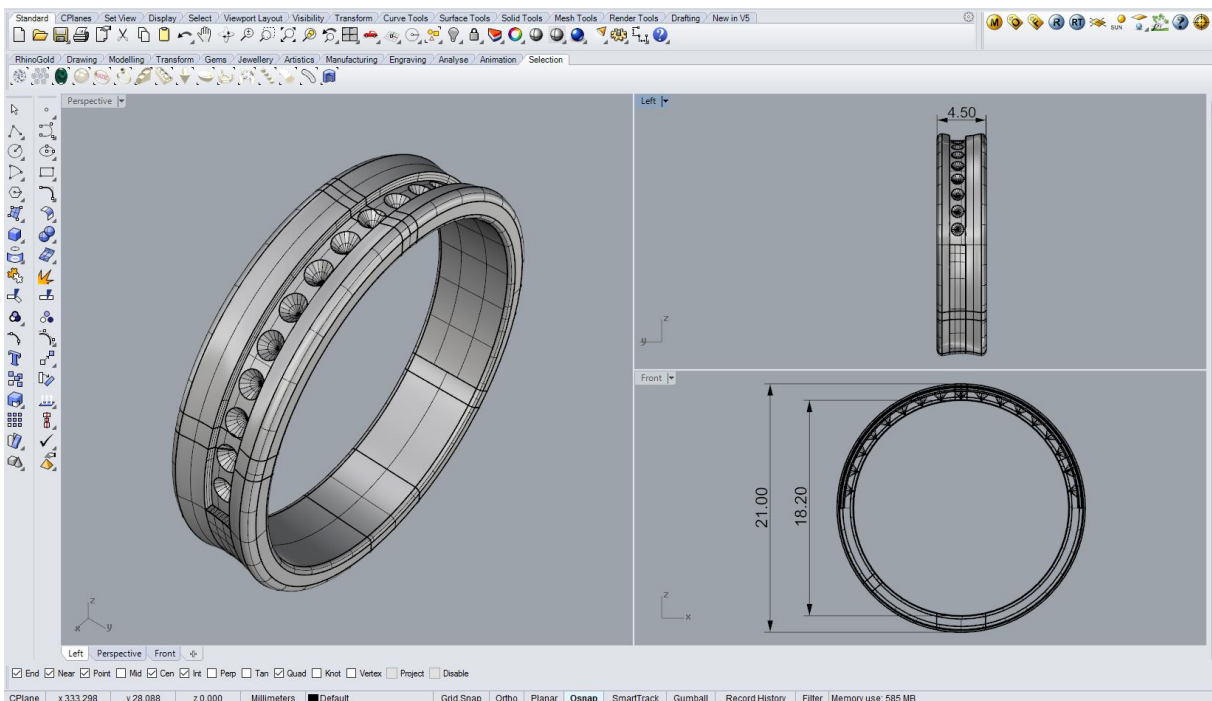 Standard CPlanes Set View Display Select Viewport Layout Visibility Transform Curve Tools Surface Tools Solid Tools Mesh Tools Render Tools Drafting New in V5
M R RT SUN
RhinoGold Drawing Modelling Transform Gems Jewellery Artistics Manufacturing Engraving Analyse Animation Selection
Perspective
Left
4.50
z
y
Front
21.00
18.20
z
x
z
x y
Left Perspective Front
End Near Point Mid Cen Int Perp Tan Quad Knot Vertex Project Disable
CPlane x 333.298 y 28.088 z 0.000 Millimeters Default Grid Snap Ortho Planar Osnap SmartTrack Gumball Record History Filter Memory use: 585 MB